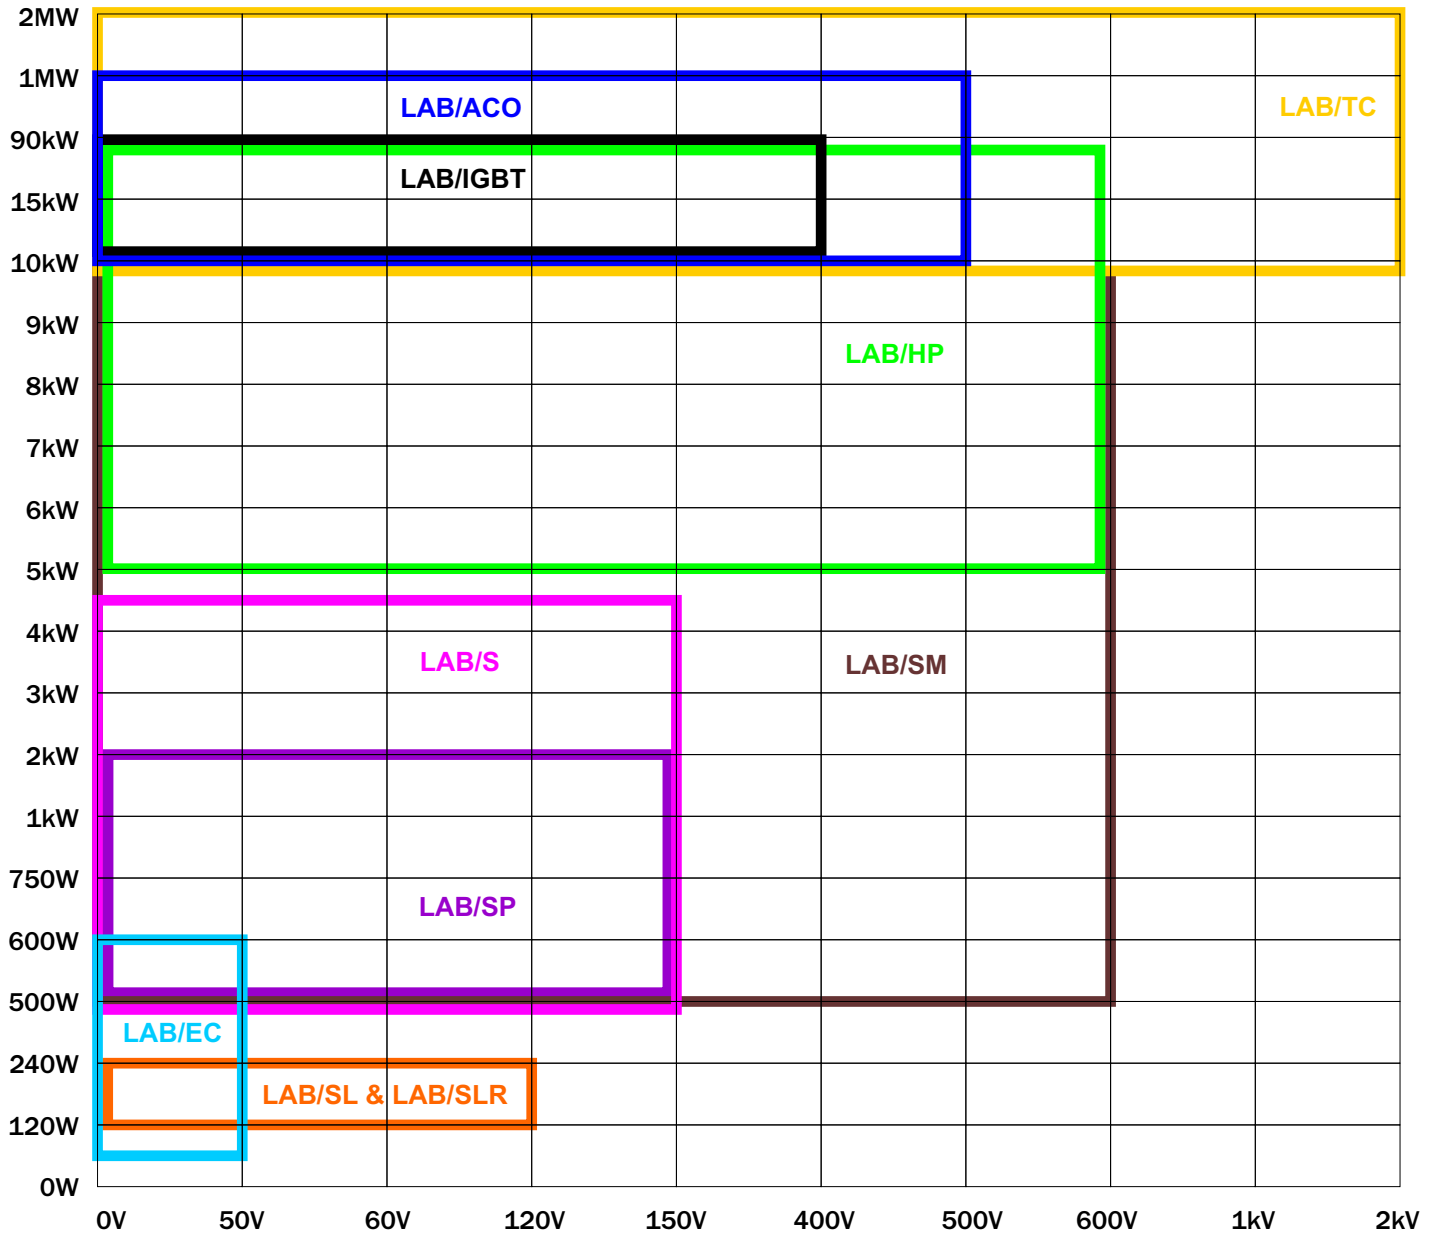 2MW
1MW
LAB/ACO
LAB/TC
90kW
LAB/IGBT
15kW
10kW
9kW
LAB/HP
8kW
7kW
6kW
5kW
4kW
LAB/S
LAB/SM
3kW
2kW
1kW
750W
LAB/SP
600W
500W
LAB/EC
240W
LAB/SL & LAB/SLR
120W
0W
0V 50V 60V 120V 150V 400V 500V 600V 1kV 2kV